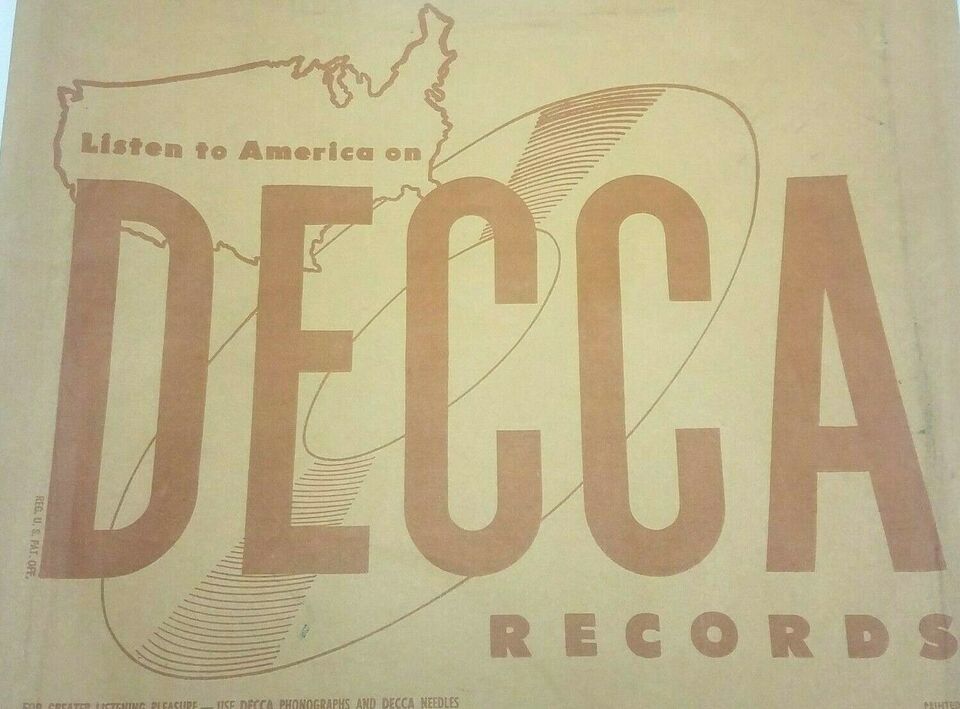 Listen to America on
DECCA
RECORDS
REG. U. S. PAT. OFF.
FOR GREATER LISTENING PLEASURE — USE DECCA PHONOGRAPHS AND DECCA NEEDLES
PRINTED